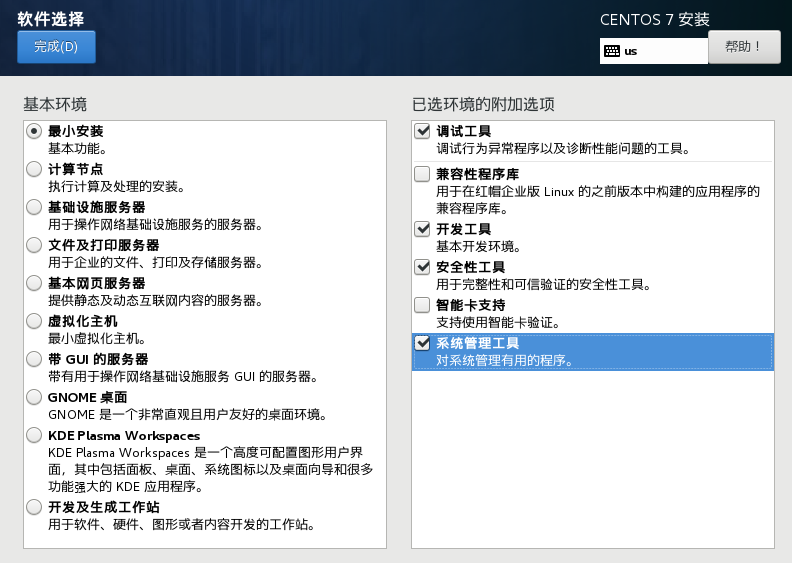 软件选择
完成(D)
CENTOS 7 安装
us
帮助！
基本环境
最小安装
基本功能。
计算节点
执行计算及处理的安装。
基础设施服务器
用于操作网络基础设施服务的服务器。
文件及打印服务器
用于企业的文件、打印及存储服务器。
基本网页服务器
提供静态及动态互联网内容的服务器。
虚拟化主机
最小虚拟化主机。
带 GUI 的服务器
带有用于操作网络基础设施服务 GUI 的服务器。
GNOME 桌面
GNOME 是一个非常直观且用户友好的桌面环境。
KDE Plasma Workspaces
KDE Plasma Workspaces 是一个高度可配置图形用户界
面，其中包括面板、桌面、系统图标以及桌面向导和很多
功能强大的 KDE 应用程序。
开发及生成工作站
用于软件、硬件、图形或者内容开发的工作站。
已选环境的附加选项
调试工具
调试行为异常程序以及诊断性能问题的工具。
兼容性程序库
用于在红帽企业版 Linux 的之前版本中构建的应用程序的
兼容程序库。
开发工具
基本开发环境。
安全性工具
用于完整性和可信验证的安全性工具。
智能卡支持
支持使用智能卡验证。
系统管理工具
对系统管理有用的程序。